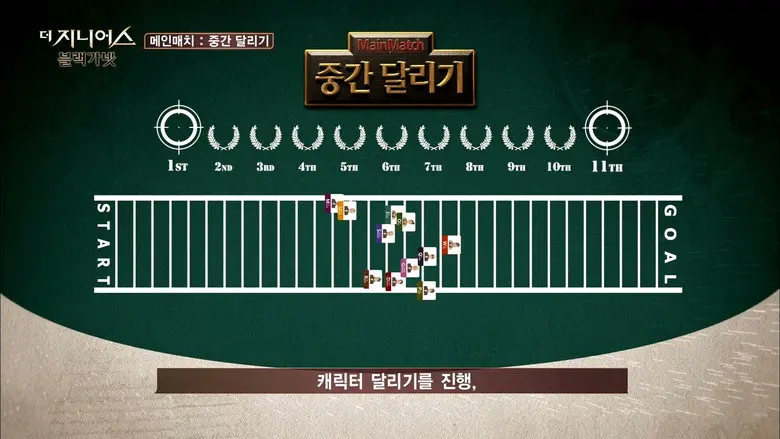 더 지니어스
블랙가넷
메인매치 : 중간 달리기
MainMatch
중간 달리기
1ST 2ND 3RD 4TH 5TH 6TH 7TH 8TH 9TH 10TH 11TH
START
GOAL
캐릭터 달리기를 진행,